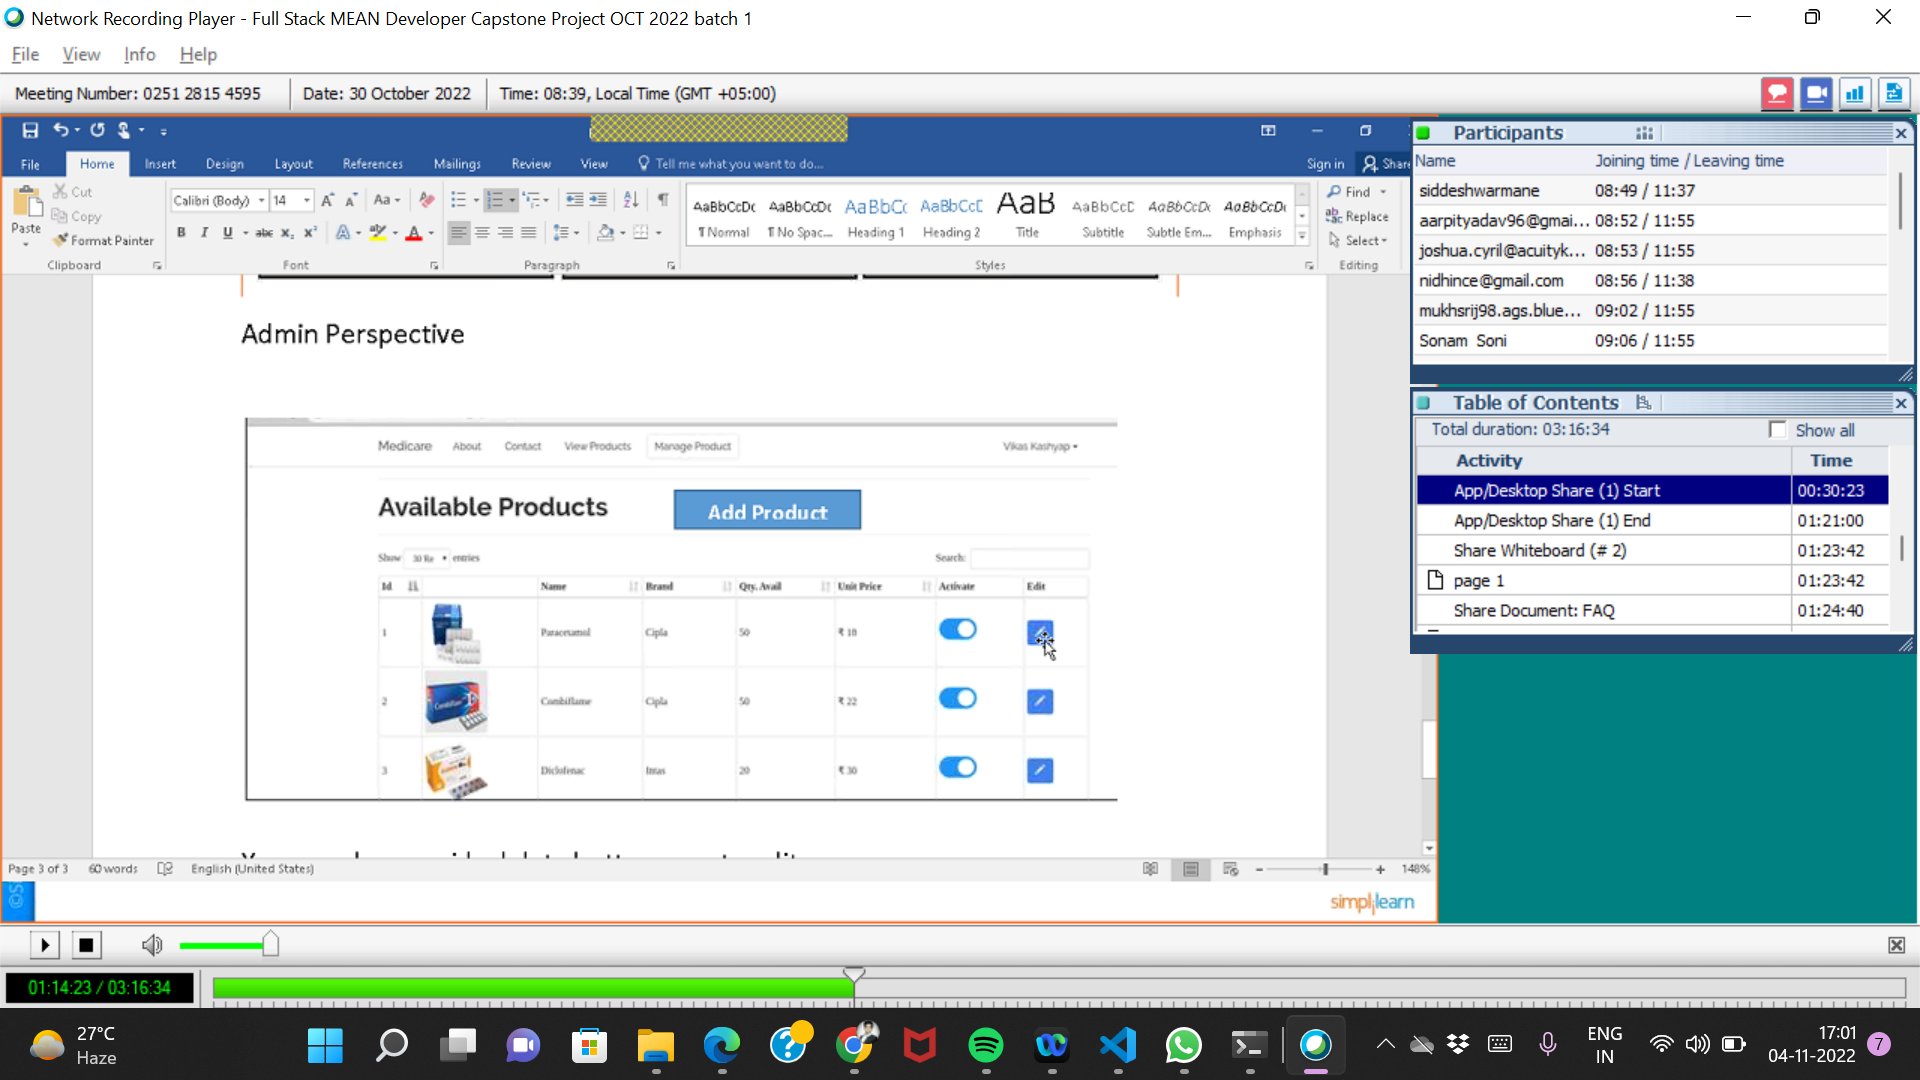 Network Recording Player - Full Stack MEAN Developer Capstone Project OCT 2022 batch 1
File View Info Help
Meeting Number: 0251 2815 4595 Date: 30 October 2022 Time: 08:39, Local Time (GMT +05:00)
File Home Insert Design Layout References Mailings Review View Tell me what you want to do... Sign in Share
Cut
Copy
Format Painter
Paste
Clipboard
Calibri (Body) 14
Font
Paragraph
AaBbCcDc AaBbCcDc AaBbCc AaBbCcC AaB AaBbCcC AaBbCcDc AaBbCcDc
¶ Normal ¶ No Spac... Heading 1 Heading 2 Title Subtitle Subtle Em... Emphasis
Styles
Find
Replace
Select
Editing
Admin Perspective
Medicare About Contact View Products Manage Product Vikas Kashyap
Available Products Add Product
Show 30 Re entries Search:
Id Name Brand Qty. Avail Unit Price Activate Edit
1 Paracetamol Cipla 50 ₹ 18
2 Combiflame Cipla 50 ₹ 22
3 Diclofenac Intas 20 ₹ 30
Page 3 of 3 60 words English (United States) 148%
simplilearn
Participants
Name Joining time / Leaving time
siddeshwarmane 08:49 / 11:37
aarpityadav96@gmai... 08:52 / 11:55
joshua.cyril@acuityk... 08:53 / 11:55
nidhince@gmail.com 08:56 / 11:38
mukhsrij98.ags.blue... 09:02 / 11:55
Sonam Soni 09:06 / 11:55
Table of Contents
Total duration: 03:16:34 Show all
Activity Time
App/Desktop Share (1) Start 00:30:23
App/Desktop Share (1) End 01:21:00
Share Whiteboard (# 2) 01:23:42
page 1 01:23:42
Share Document: FAQ 01:24:40
01:14:23 / 03:16:34
27°C
Haze
ENG
IN
17:01
04-11-2022
7